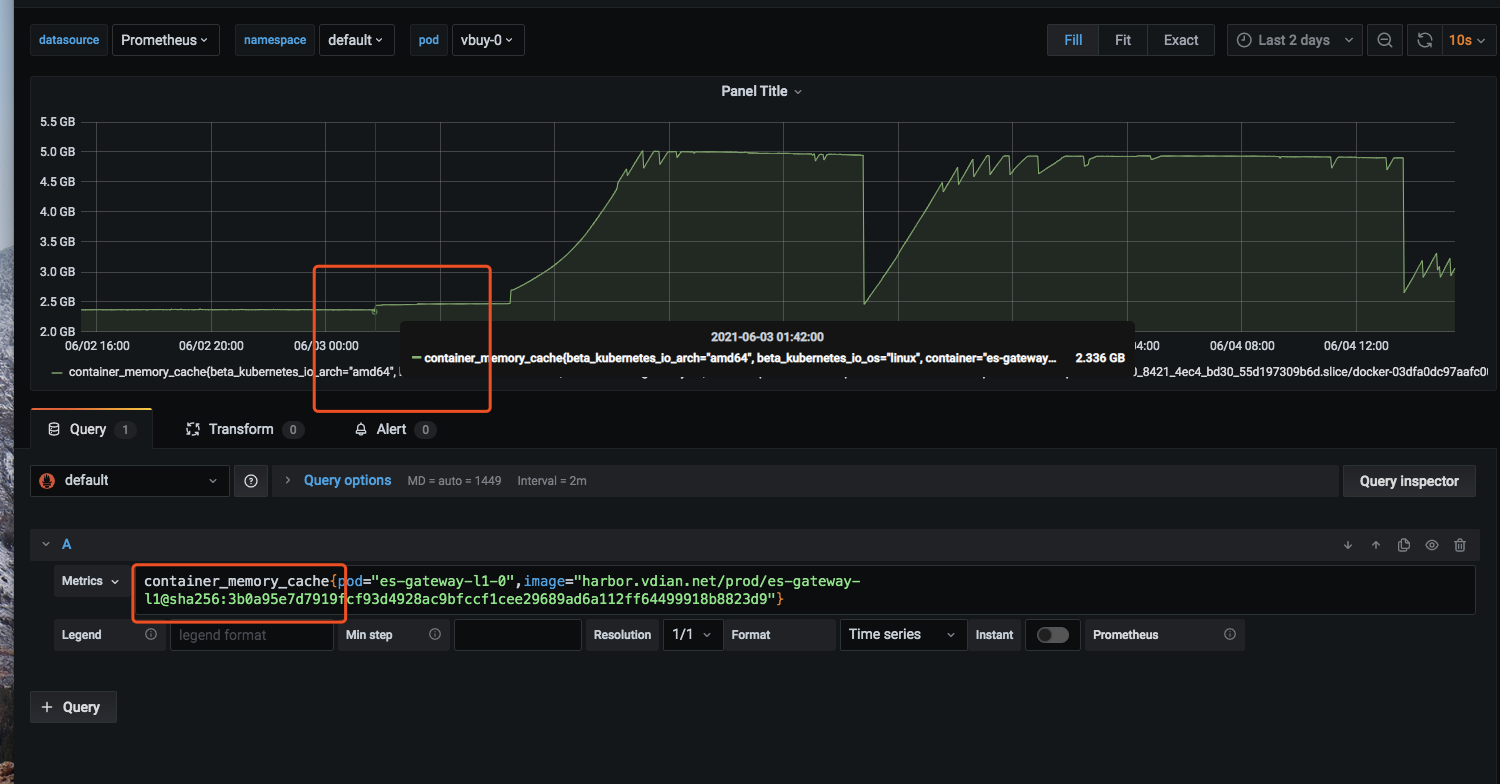 datasource Prometheus namespace default pod vbuy-0 Fill Fit Exact Last 2 days 10s
Panel Title
5.5 GB
5.0 GB
4.5 GB
4.0 GB
3.5 GB
3.0 GB
2.5 GB
2.0 GB
06/02 16:00 06/02 20:00 06/03 00:00 04:00 06/04 08:00 06/04 12:00
2021-06-03 01:42:00
container_memory_cache{beta_kubernetes_io_arch="amd64", beta_kubernetes_io_os="linux", container="es-gateway... 2.336 GB
container_memory_cache{beta_kubernetes_io_arch="amd64", _8421_4ec4_bd30_55d197309b6d.slice/docker-03dfa0dc97aafc0
Query 1 Transform 0 Alert 0
default Query options MD = auto = 1449 Interval = 2m Query inspector
A
Metrics container_memory_cache{pod="es-gateway-l1-0",image="harbor.vdian.net/prod/es-gateway-
l1@sha256:3b0a95e7d7919fcf93d4928ac9bfccf1cee29689ad6a112ff64499918b8823d9"}
Legend legend format Min step Resolution 1/1 Format Time series Instant Prometheus
+ Query